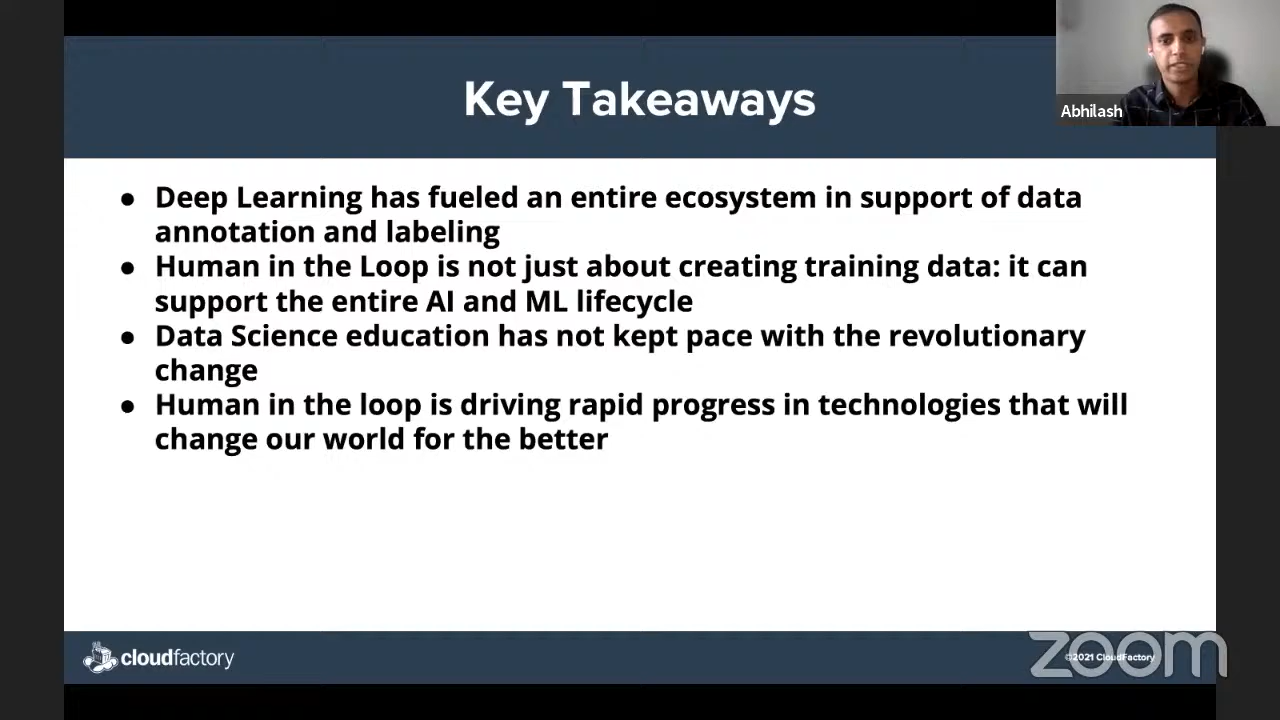 Key Takeaways
Abhilash
● Deep Learning has fueled an entire ecosystem in support of data
annotation and labeling
● Human in the Loop is not just about creating training data: it can
support the entire AI and ML lifecycle
● Data Science education has not kept pace with the revolutionary
change
● Human in the loop is driving rapid progress in technologies that will
change our world for the better
cloudfactory
©2021 CloudFactory
zoom